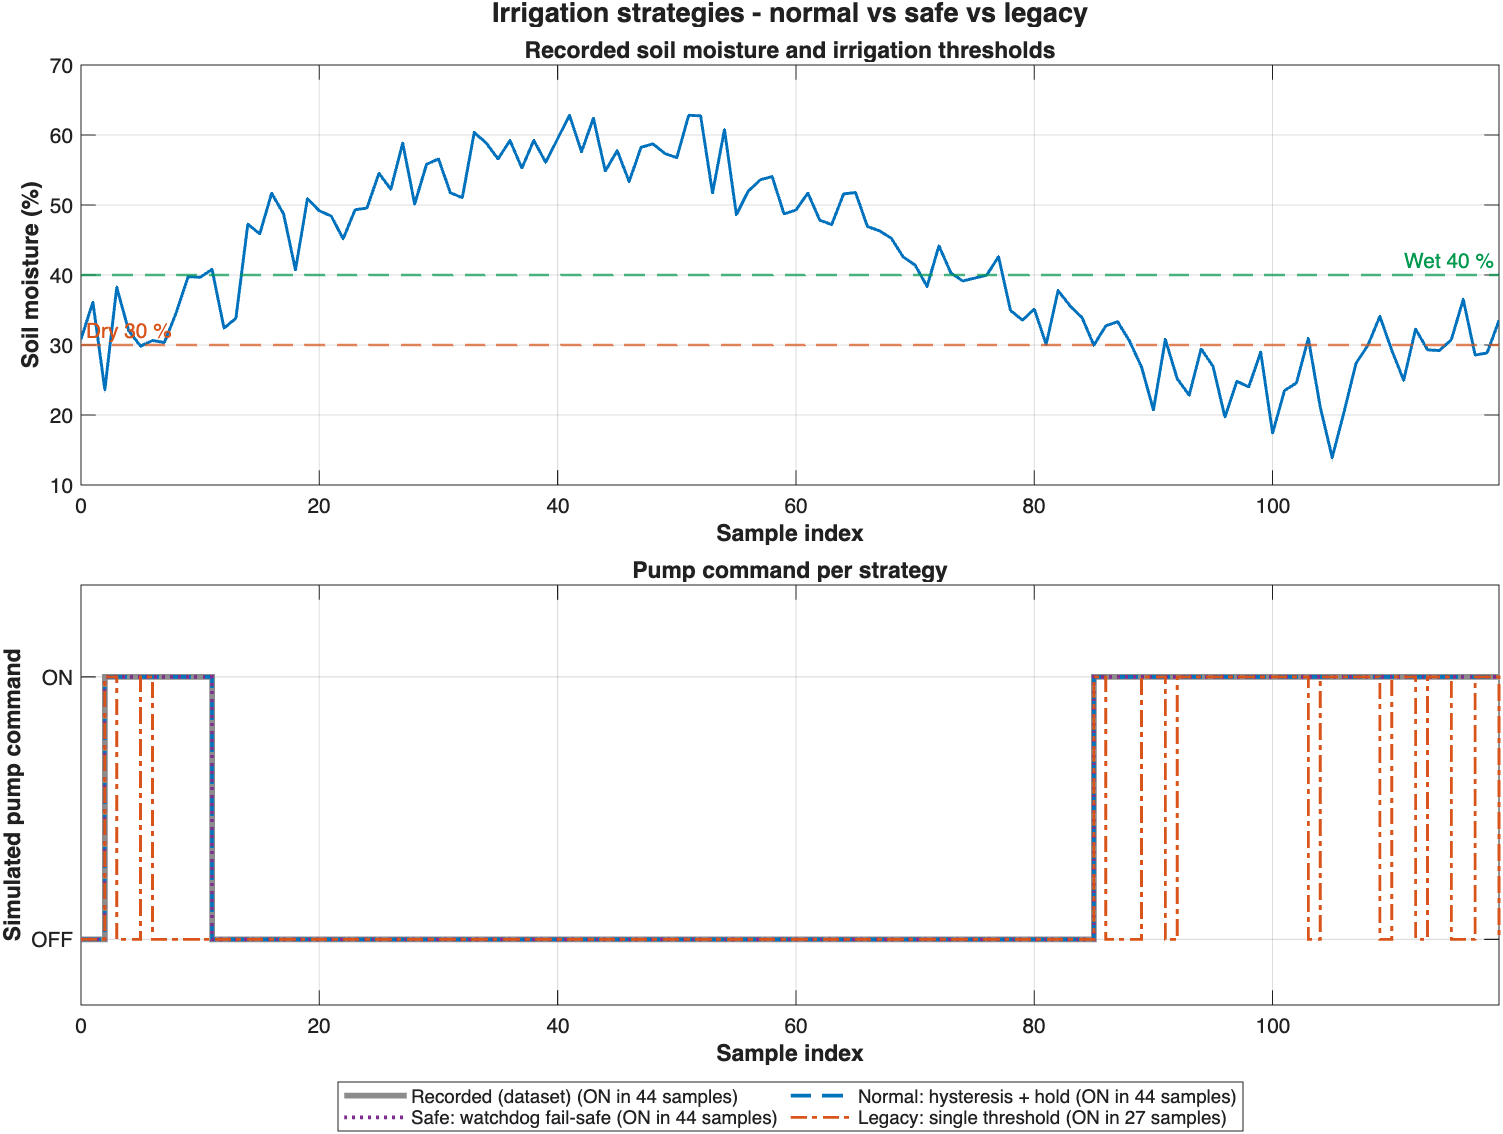 Irrigation strategies - normal vs safe vs legacy
Recorded soil moisture and irrigation thresholds
Soil moisture (%)
70
60
50
40
30
20
10
Wet 40 %
Dry 30 %
0 20 40 60 80 100
Sample index
Pump command per strategy
Simulated pump command
ON
OFF
0 20 40 60 80 100
Sample index
Recorded (dataset) (ON in 44 samples) Normal: hysteresis + hold (ON in 44 samples)
Safe: watchdog fail-safe (ON in 44 samples) Legacy: single threshold (ON in 27 samples)